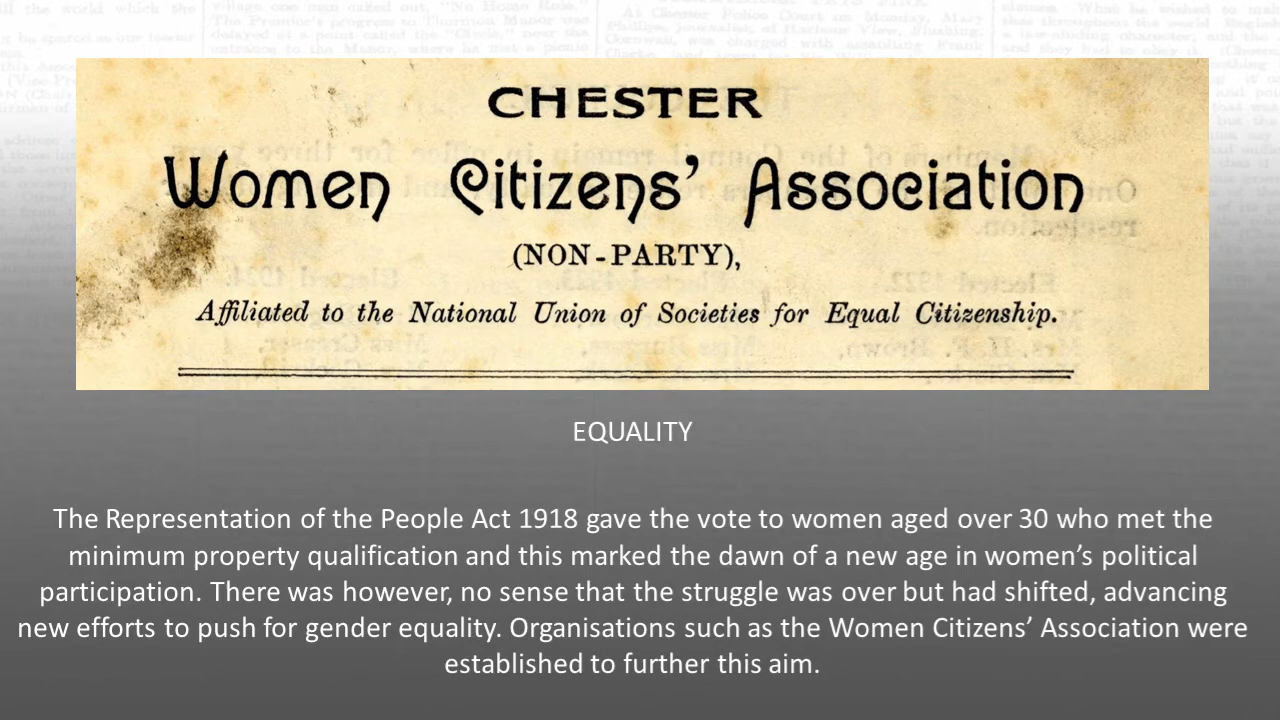 CHESTER
Women Citizens’ Association
(NON-PARTY),
Affiliated to the National Union of Societies for Equal Citizenship.
EQUALITY
The Representation of the People Act 1918 gave the vote to women aged over 30 who met the
minimum property qualification and this marked the dawn of a new age in women’s political
participation. There was however, no sense that the struggle was over but had shifted, advancing
new efforts to push for gender equality. Organisations such as the Women Citizens’ Association were
established to further this aim.